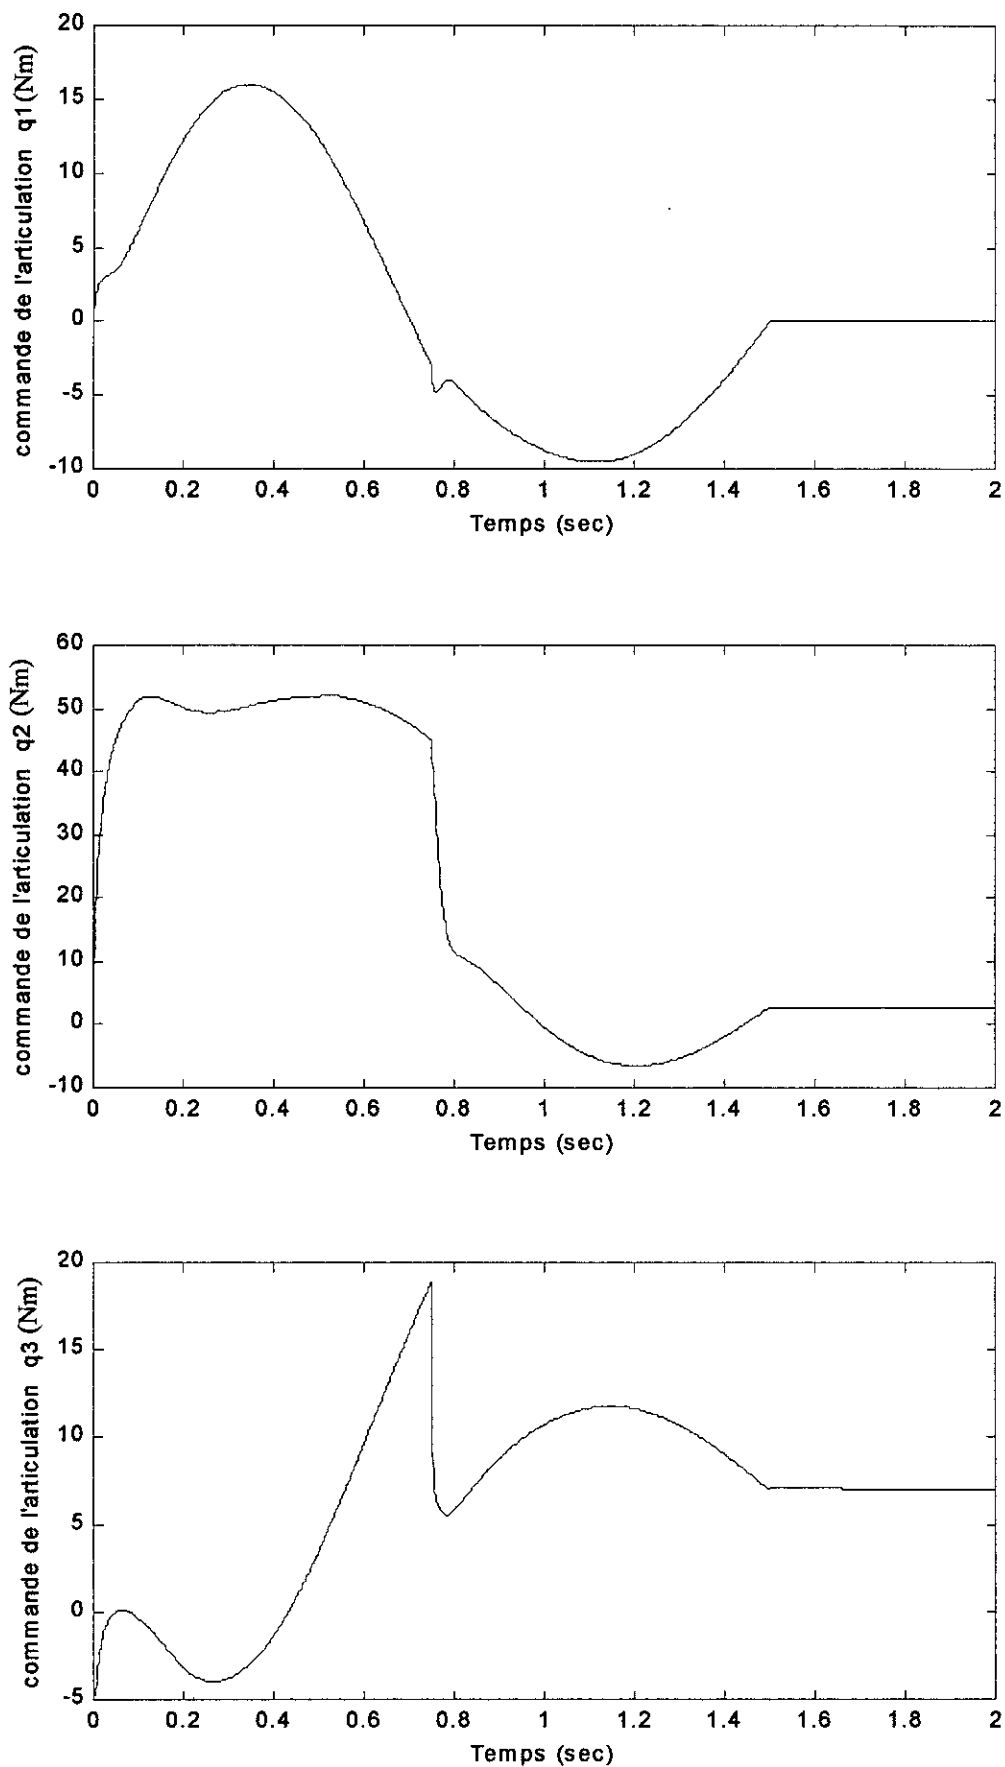 commande de l'articulation q1(Nm)
20
15
10
5
0
-5
-10
0 0.2 0.4 0.6 0.8 1 1.2 1.4 1.6 1.8 2
Temps (sec)
commande de l'articulation q2 (Nm)
60
50
40
30
20
10
0
-10
0 0.2 0.4 0.6 0.8 1 1.2 1.4 1.6 1.8 2
Temps (sec)
commande de l'articulation q3 (Nm)
20
15
10
5
0
-5
0 0.2 0.4 0.6 0.8 1 1.2 1.4 1.6 1.8 2
Temps (sec)